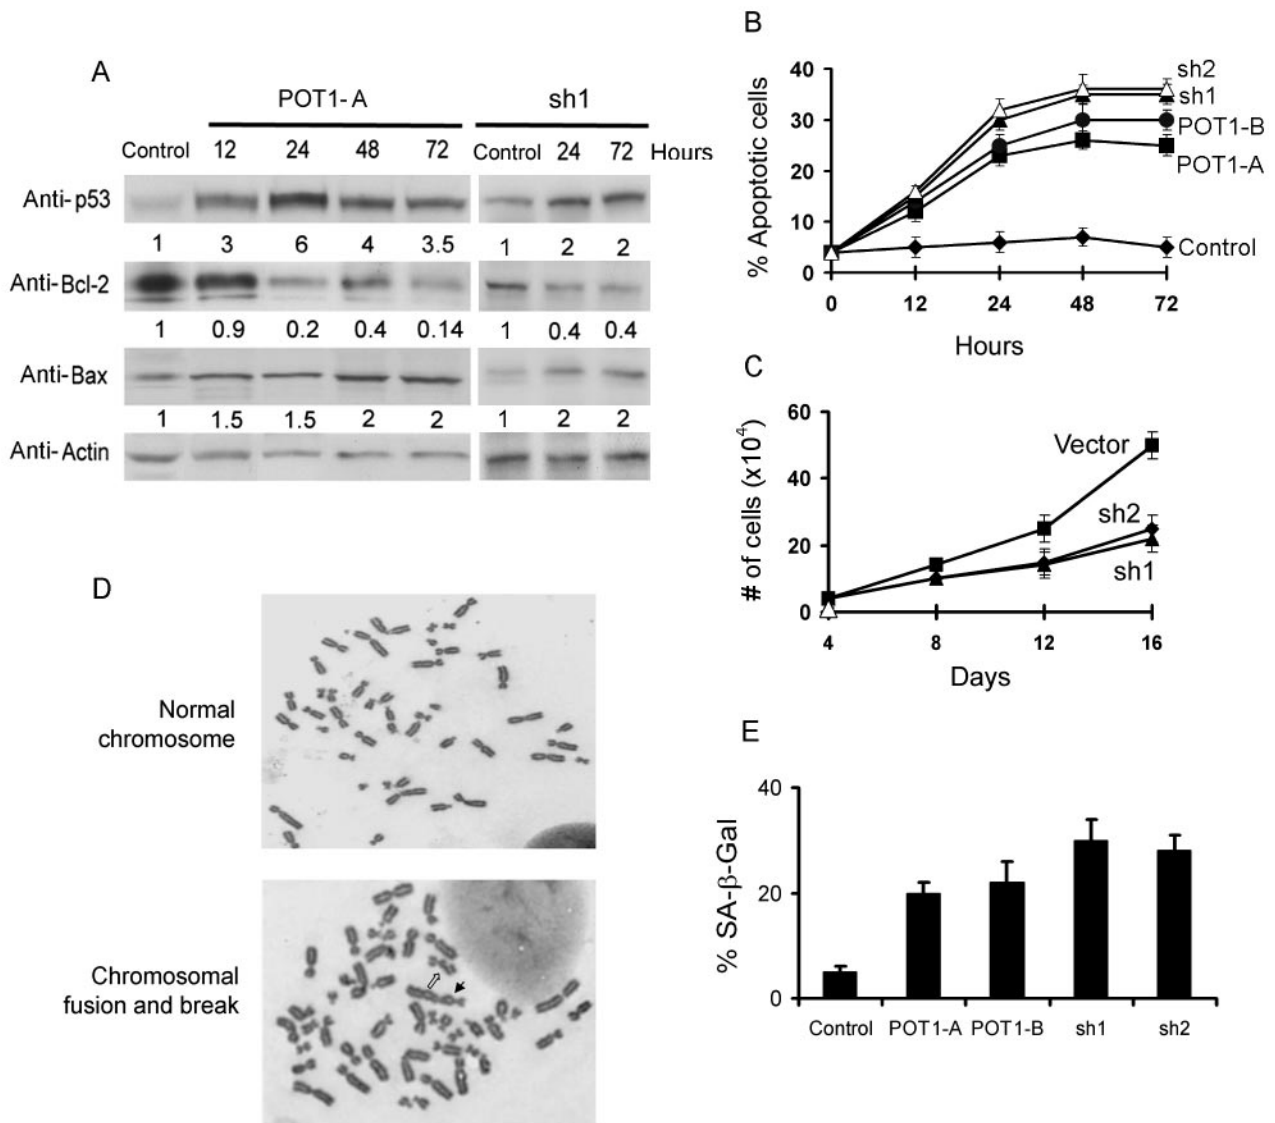 A
POT1-A
sh1
Control 12 24 48 72 Control 24 72 Hours
Anti-p53
1 3 6 4 3.5 1 2 2
Anti-Bcl-2
1 0.9 0.2 0.4 0.14 1 0.4 0.4
Anti-Bax
1 1.5 1.5 2 2 1 2 2
Anti-Actin
B
% Apoptotic cells
40
30
20
10
0
sh2
sh1
POT1-B
POT1-A
Control
0 12 24 48 72
Hours
C
# of cells (x10⁴)
60
40
20
0
Vector
sh2
sh1
4 8 12 16
Days
D
Normal
chromosome
Chromosomal
fusion and break
E
% SA-β-Gal
40
20
0
Control POT1-A POT1-B sh1 sh2